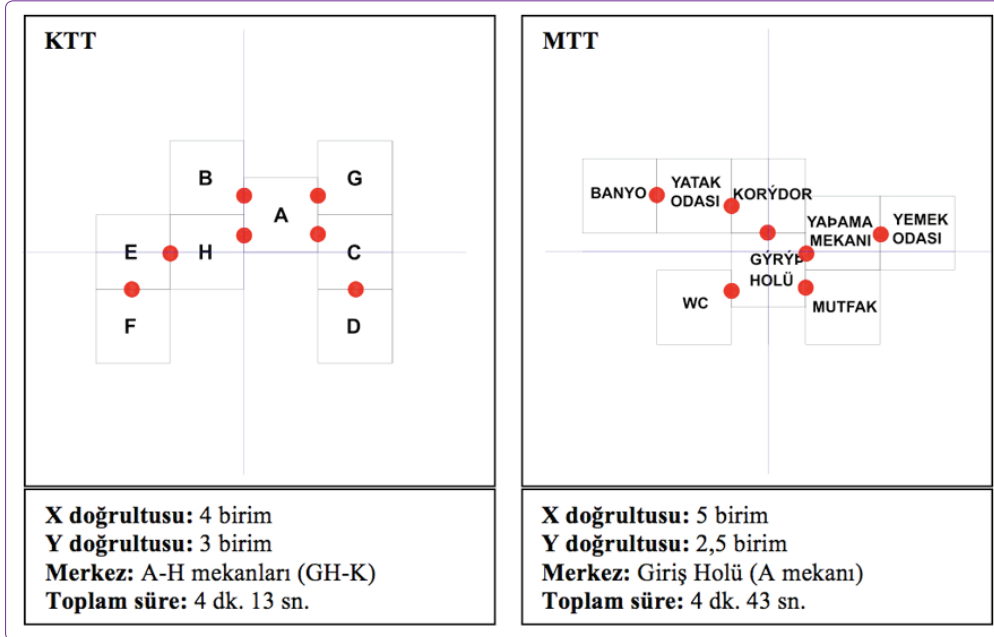 KTT
B
G
A
E
H
C
F
D
X doğrultusu: 4 birim
Y doğrultusu: 3 birim
Merkez: A-H mekanları (GH-K)
Toplam süre: 4 dk. 13 sn.
MTT
BANYO
YATAK
ODASI
KORÝDOR
YAÞAMA
MEKANI
YEMEK
ODASI
GÝRÝÞ
HOLÜ
WC
MUTFAK
X doğrultusu: 5 birim
Y doğrultusu: 2,5 birim
Merkez: Giriş Holü (A mekanı)
Toplam süre: 4 dk. 43 sn.